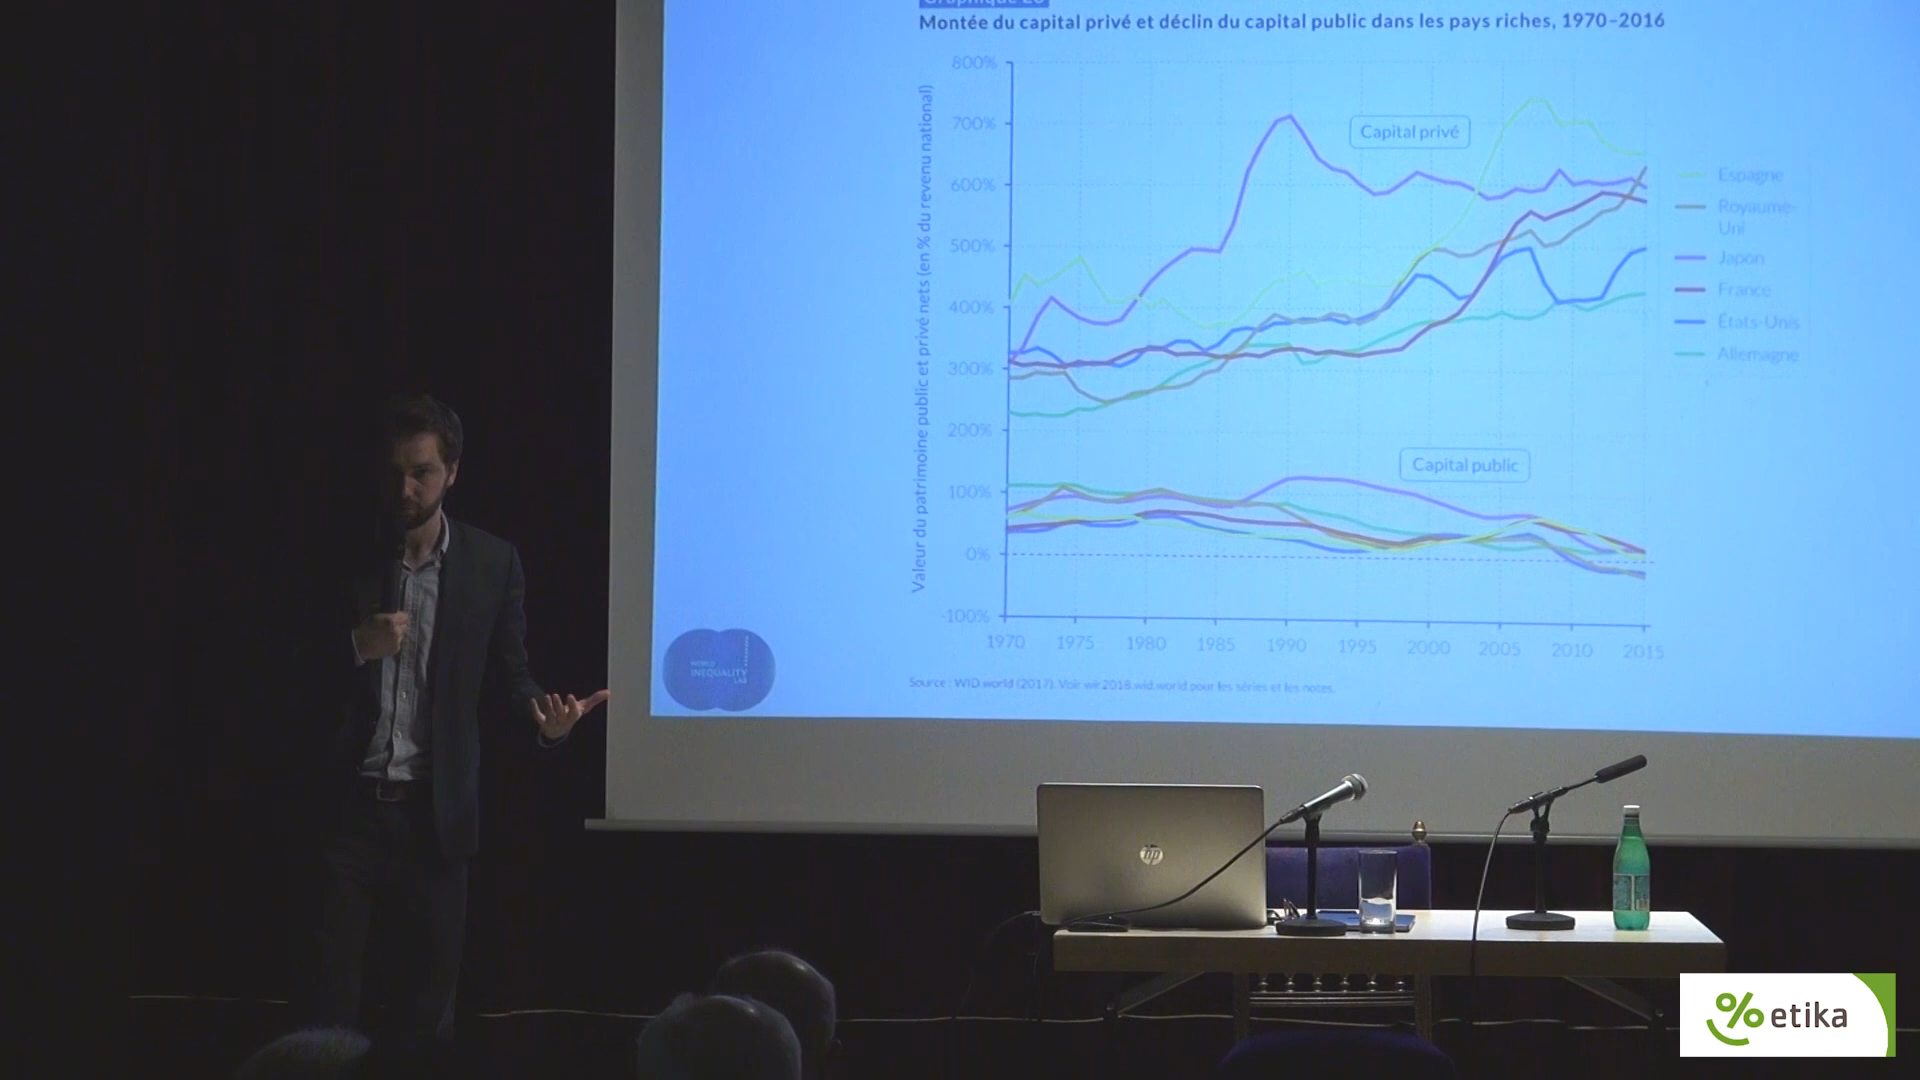 Graphique E6
Montée du capital privé et déclin du capital public dans les pays riches, 1970–2016
Valeur du patrimoine public et privé nets (en % du revenu national)
800%
700%
600%
500%
400%
300%
200%
100%
0%
-100%
Capital privé
Capital public
Espagne
Royaume-
Uni
Japon
France
États-Unis
Allemagne
1970 1975 1980 1985 1990 1995 2000 2005 2010 2015
Source : WID.world (2017). Voir wir2018.wid.world pour les séries et les notes.
WORLD
INEQUALITY
LAB
hp
% etika